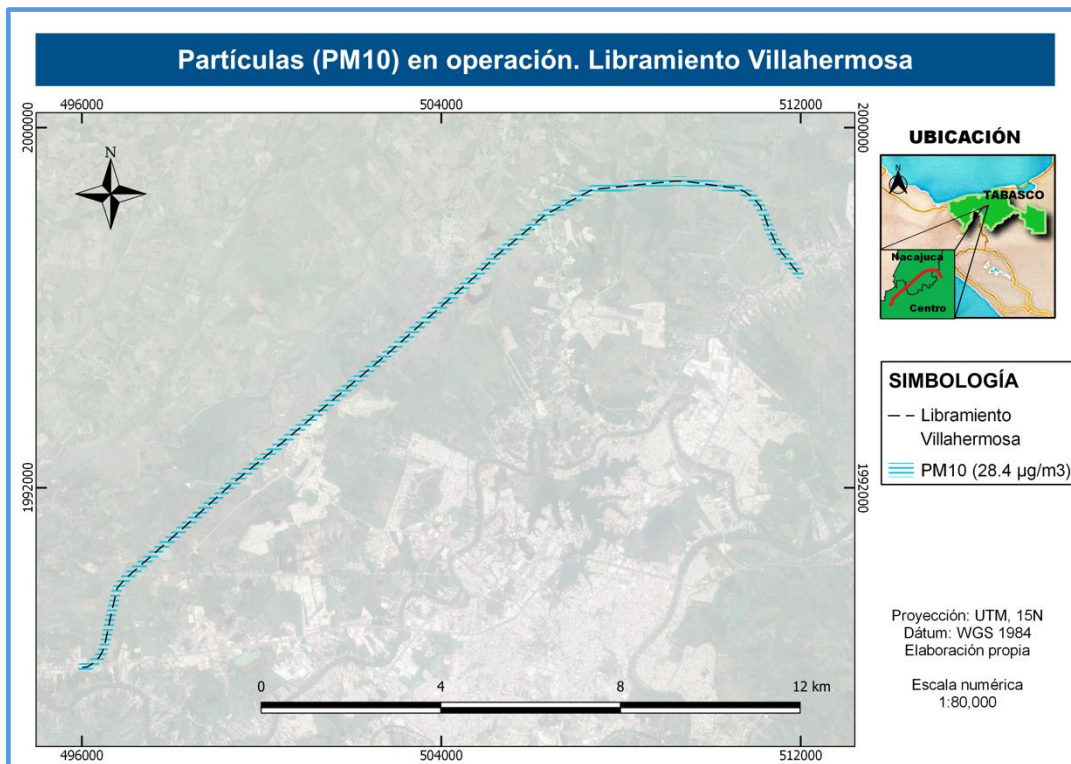 Partículas (PM10) en operación. Libramiento Villahermosa
496000
504000
512000
2000000
2000000
N
UBICACIÓN
N
TABASCO
Nacajuca
Centro
SIMBOLOGÍA
Libramiento
Villahermosa
PM10 (28.4 µg/m3)
1992000
1992000
Proyección: UTM, 15N
Dátum: WGS 1984
Elaboración propia
Escala numérica
1:80,000
0
4
8
12 km
496000
504000
512000